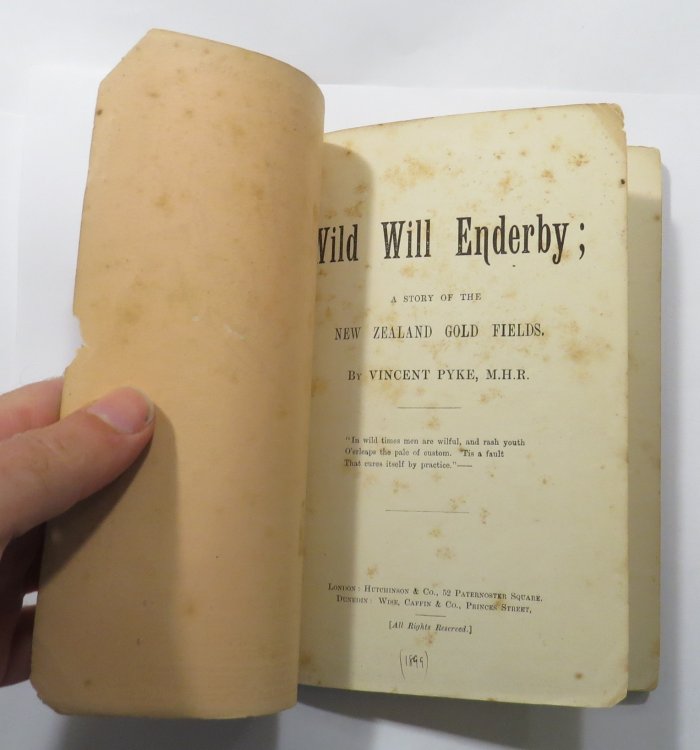 Wild Will Enderby;
A STORY OF THE
NEW ZEALAND GOLD FIELDS.
BY VINCENT PYKE, M.H.R.
"In wild times men are wilful, and rash youth
O'erleaps the pale of custom. 'Tis a fault
That cures itself by practice."——
LONDON: HUTCHINSON & CO., 52 PATERNOSTER SQUARE.
DUNEDIN: WISE, CAFFIN & CO., PRINCES STREET,
[All Rights Reserved.]
(1899)